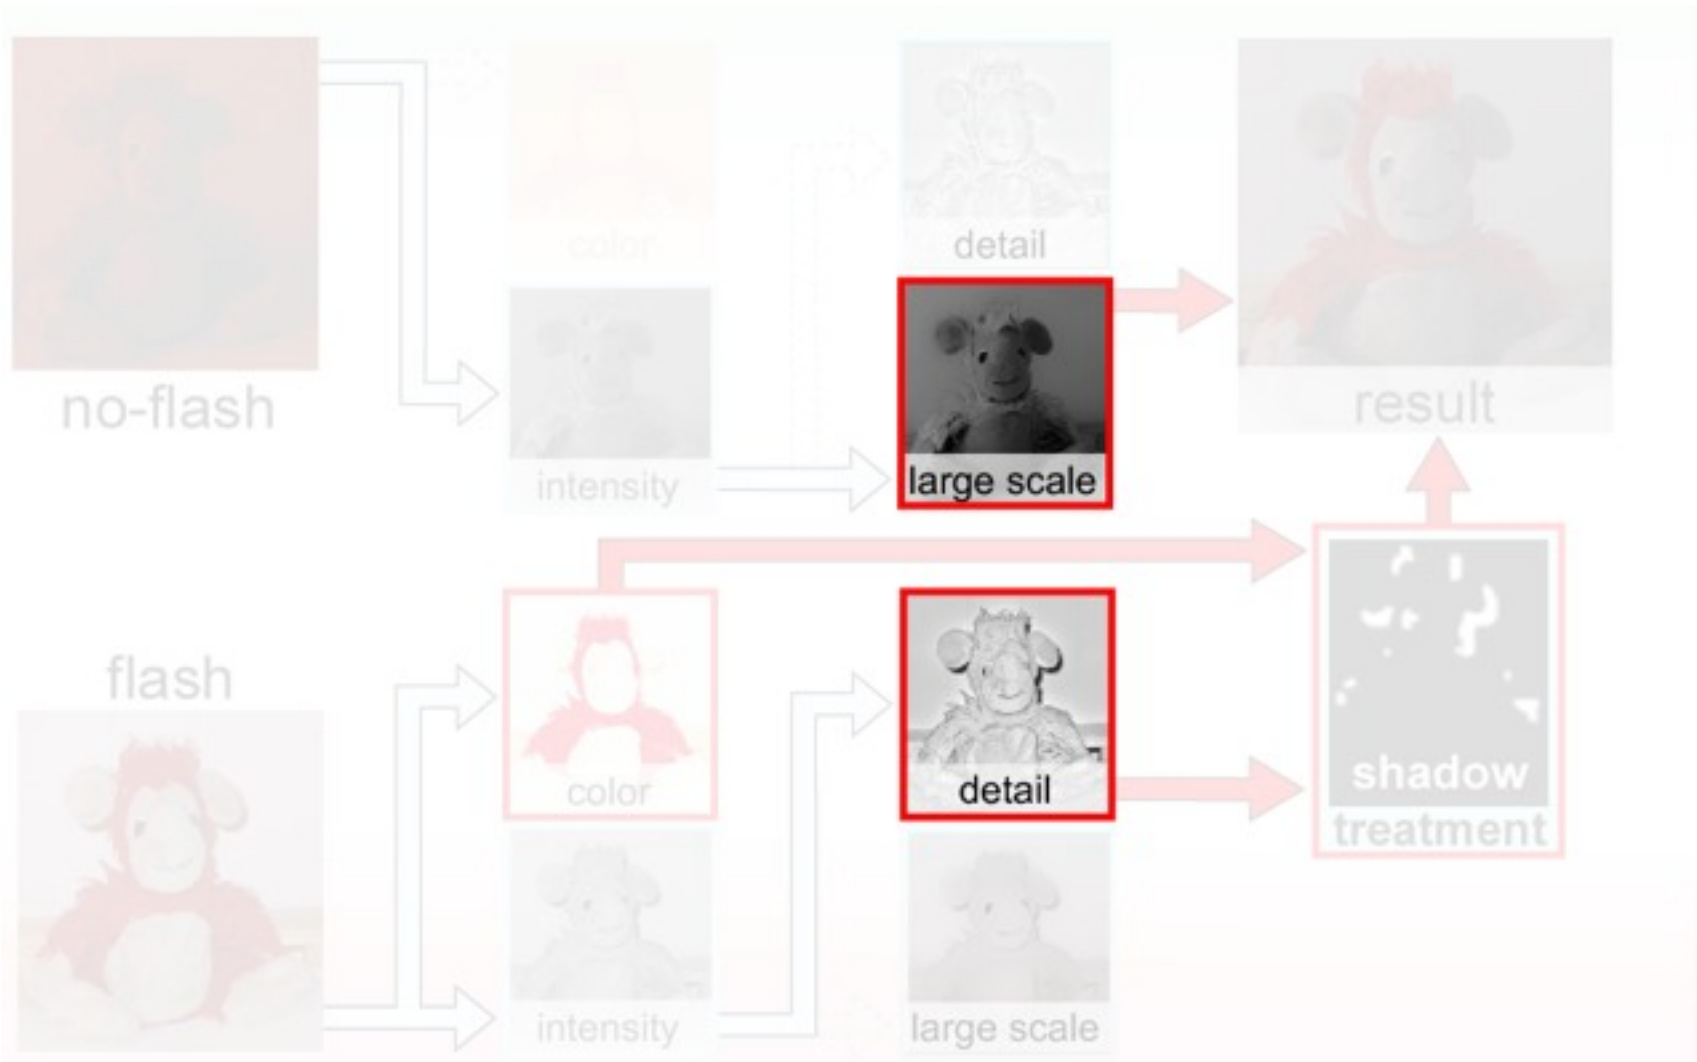 color
detail
no-flash
intensity
large scale
result
flash
color
detail
shadow
treatment
intensity
large scale